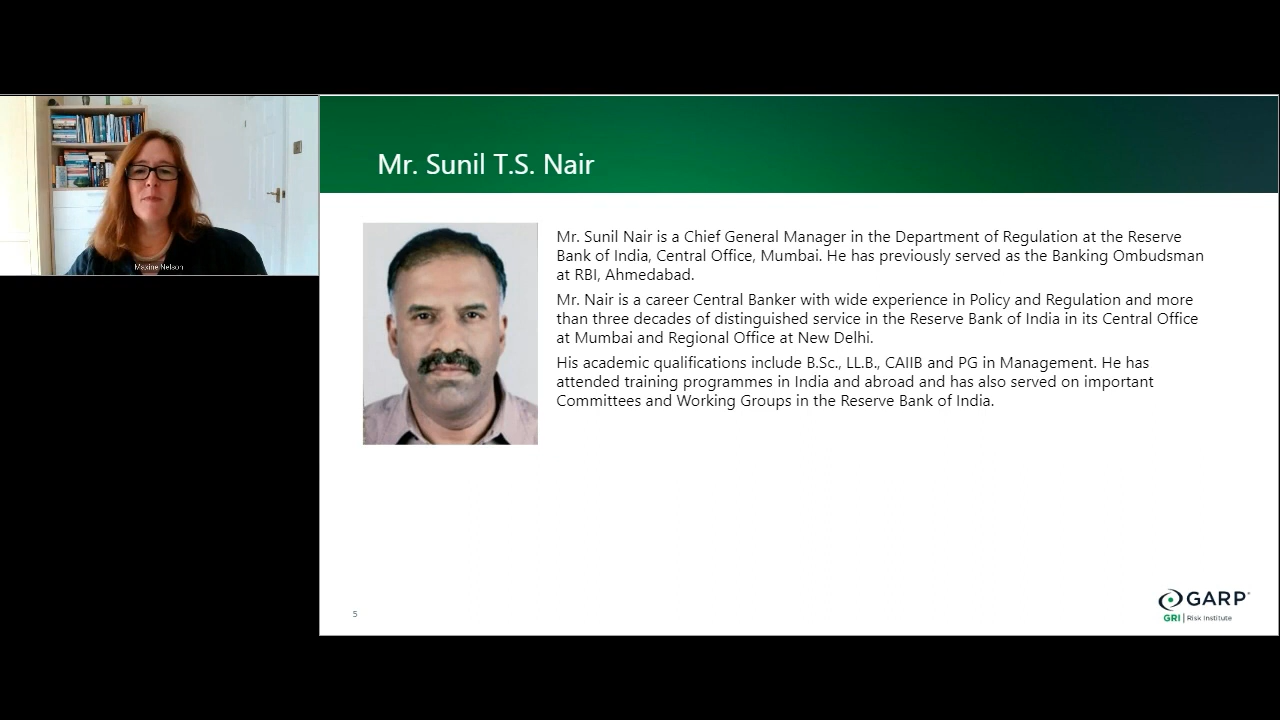 Maxine Nelson
Mr. Sunil T.S. Nair
Mr. Sunil Nair is a Chief General Manager in the Department of Regulation at the Reserve
Bank of India, Central Office, Mumbai. He has previously served as the Banking Ombudsman
at RBI, Ahmedabad.
Mr. Nair is a career Central Banker with wide experience in Policy and Regulation and more
than three decades of distinguished service in the Reserve Bank of India in its Central Office
at Mumbai and Regional Office at New Delhi.
His academic qualifications include B.Sc., LL.B., CAIIB and PG in Management. He has
attended training programmes in India and abroad and has also served on important
Committees and Working Groups in the Reserve Bank of India.
5
GARP®
GRI | Risk Institute